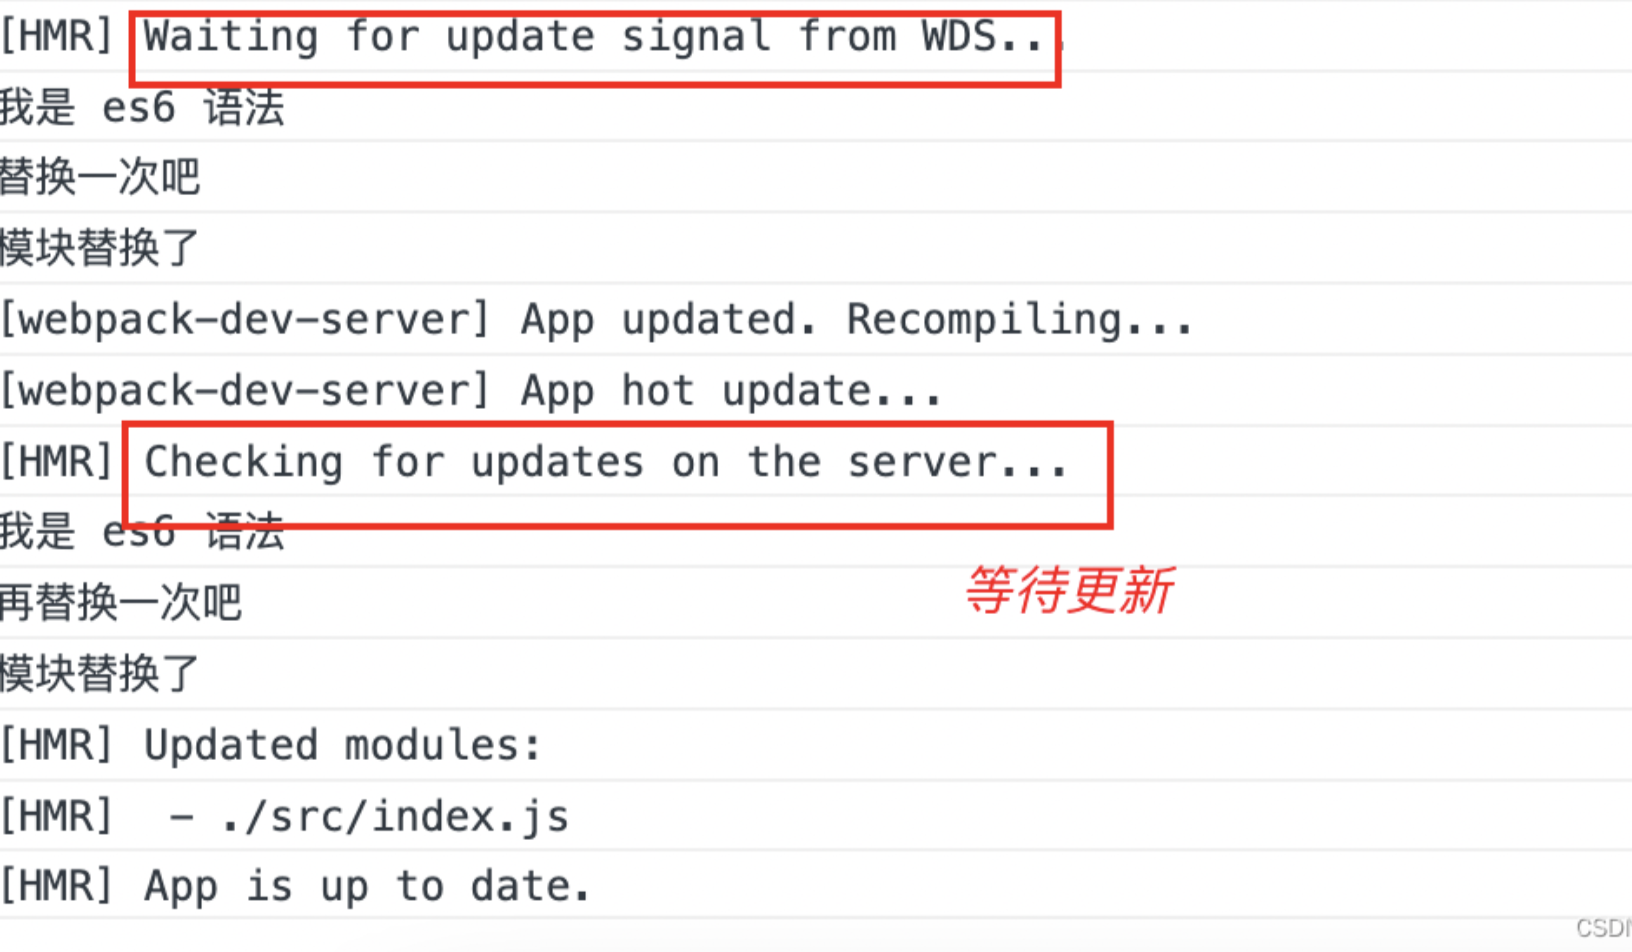 [HMR] Waiting for update signal from WDS...
我是 es6 语法
替换一次吧
模块替换了
[webpack-dev-server] App updated. Recompiling...
[webpack-dev-server] App hot update...
[HMR] Checking for updates on the server...
我是 es6 语法
等待更新
再替换一次吧
模块替换了
[HMR] Updated modules:
[HMR]  - ./src/index.js
[HMR] App is up to date.
CSDN